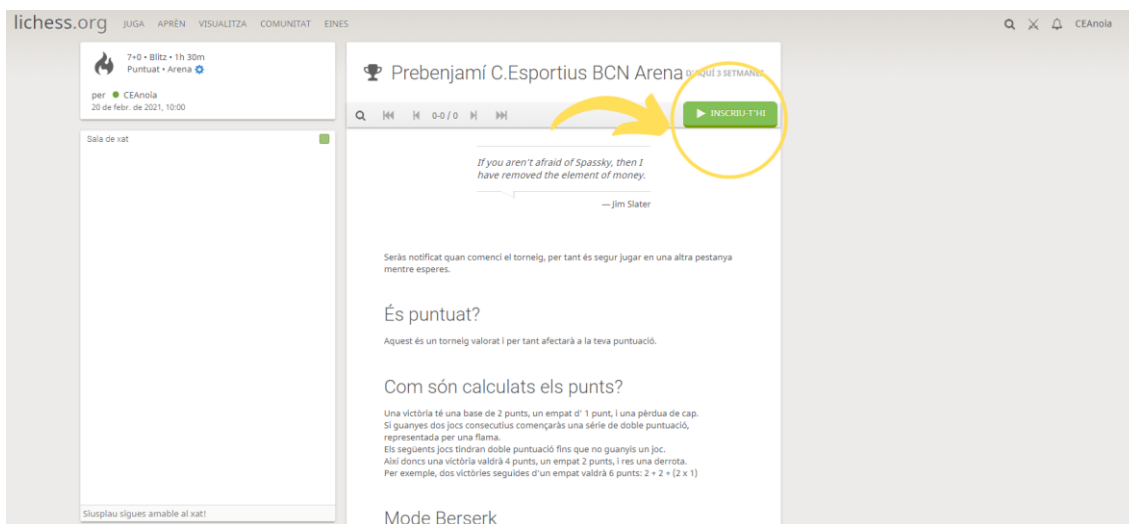 lichess.org JUGA APRÈN VISUALITZA COMUNITAT EINES CEAnoia
7+0 • Blitz • 1h 30m
Puntuat • Arena
per CEAnoia
20 de febr. de 2021, 10:00
Sala de xat
Siusplau sigues amable al xat!
Prebenjamí C.Esportius BCN Arena D'AQUÍ 3 SETMANES
0-0 / 0
INSCRIU-T'HI
If you aren't afraid of Spassky, then I
have removed the element of money.
— Jim Slater
Seràs notificat quan comenci el torneig, per tant és segur jugar en una altra pestanya
mentre esperes.
És puntuat?
Aquest és un torneig valorat i per tant afectarà a la teva puntuació.
Com són calculats els punts?
Una victòria té una base de 2 punts, un empat d' 1 punt, i una pèrdua de cap.
Si guanyes dos jocs consecutius començaràs una sèrie de doble puntuació,
representada per una flama.
Els següents jocs tindran doble puntuació fins que no guanyis un joc.
Així doncs una victòria valdrà 4 punts, un empat 2 punts, i res una derrota.
Per exemple, dos victòries seguides d'un empat valdrà 6 punts: 2 + 2 + (2 x 1)
Mode Berserk